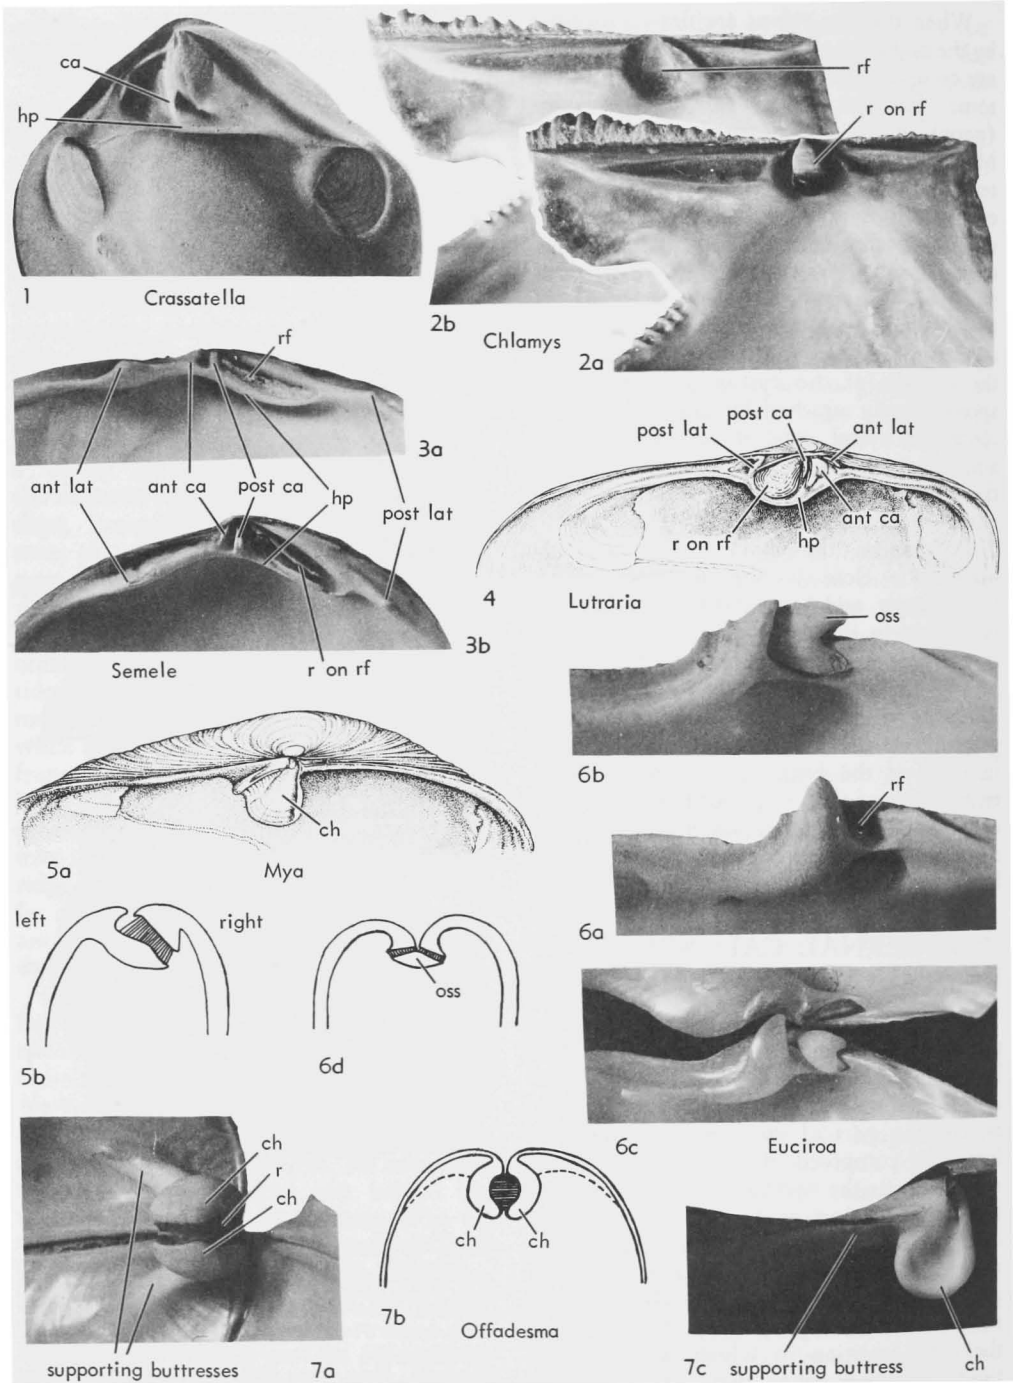 ca
hp
1
Crassatella
rf
r on rf
2b
Chlamys
2a
rf
3a
ant lat
ant ca
post ca
hp
post lat
3b
Semele
r on rf
post lat
post ca
ant lat
r on rf
hp
ant ca
4
Lutraria
oss
6b
ch
5a
Mya
rf
6a
left
right
5b
oss
6d
6c
Euciroa
ch
r
ch
supporting buttresses
7a
ch
ch
7b
Offadesma
7c
supporting buttress
ch